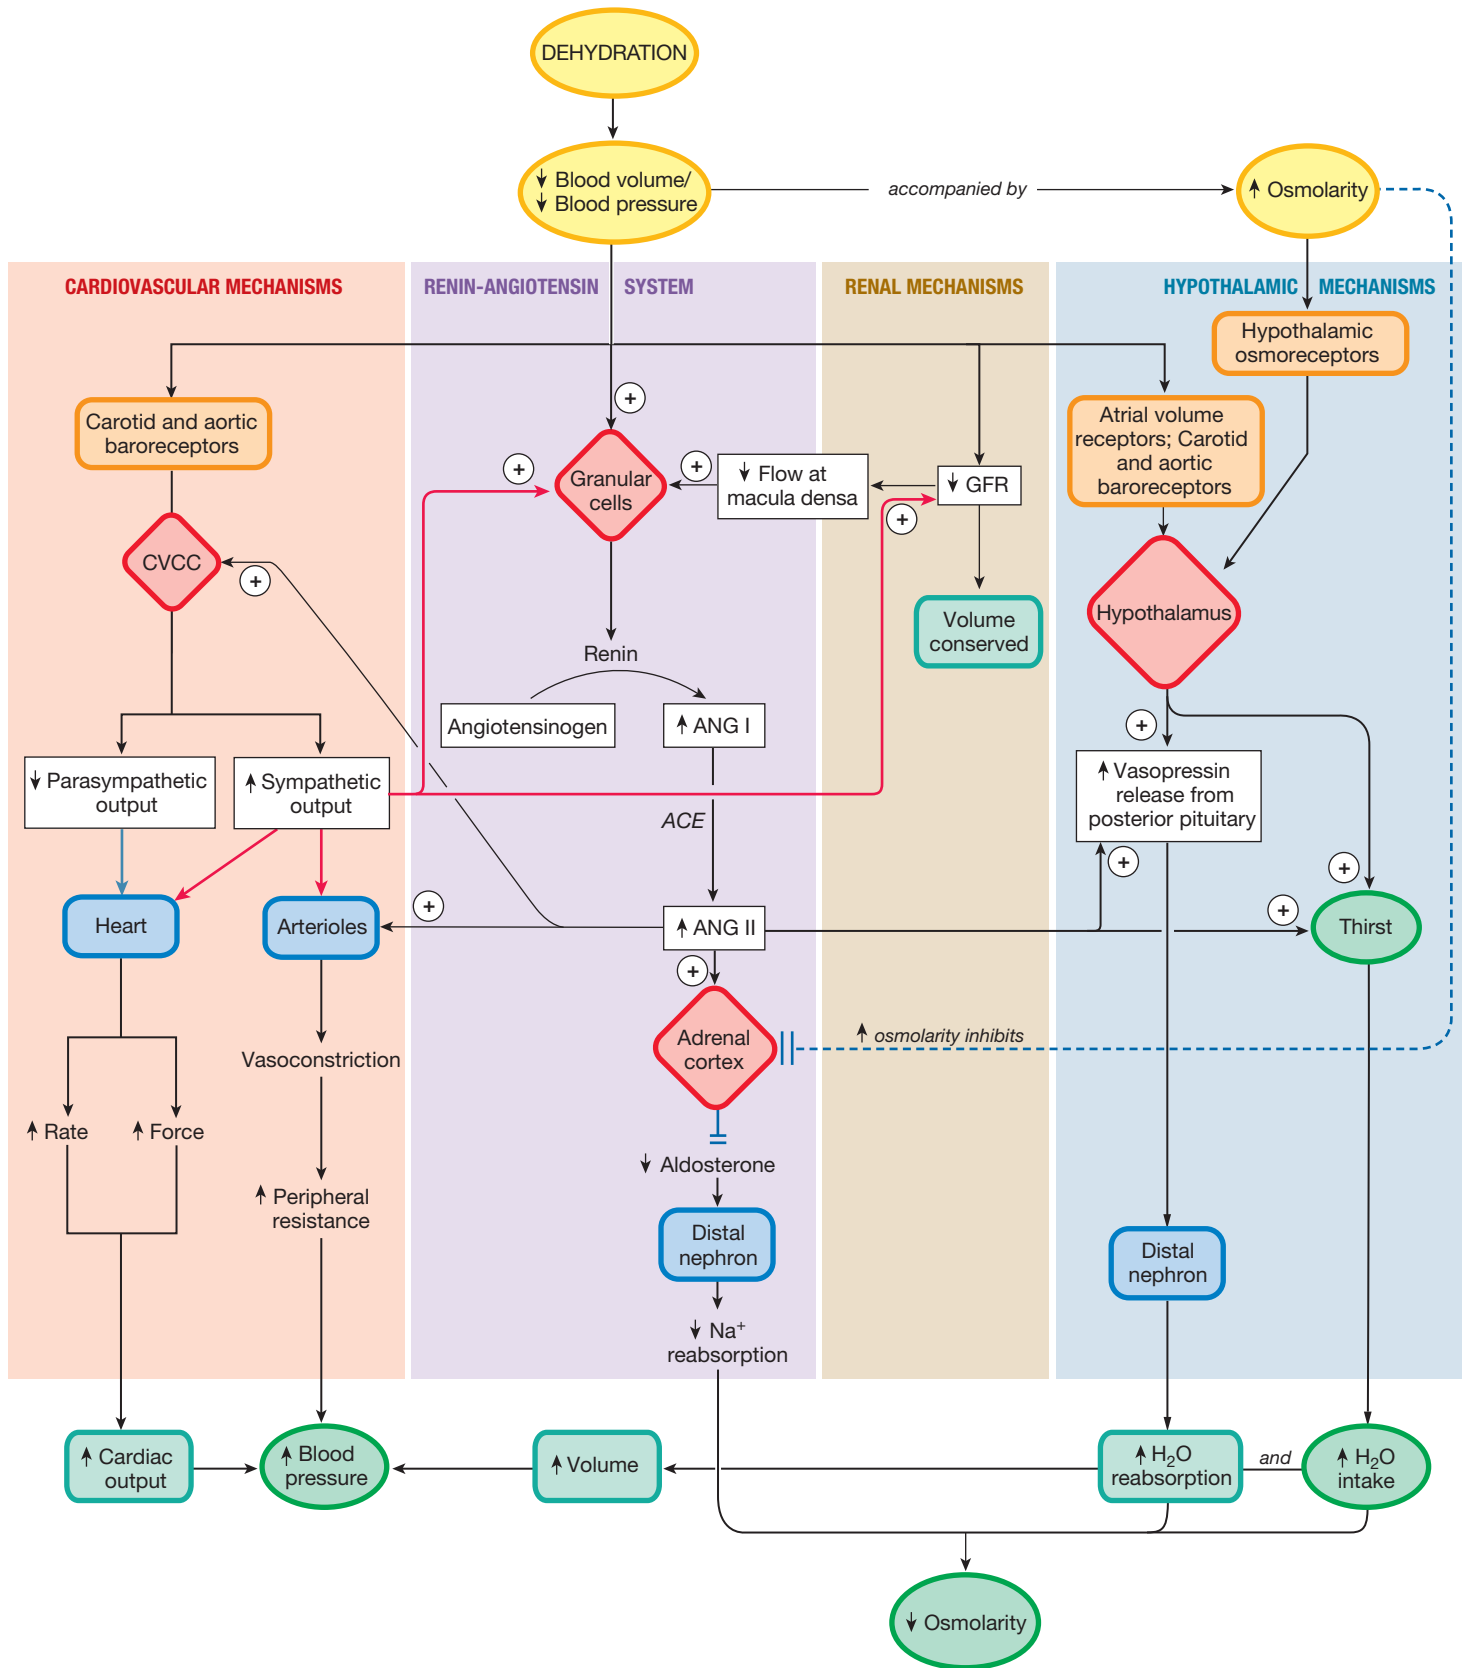 DEHYDRATION
↓ Blood volume/
↓ Blood pressure
accompanied by
↑ Osmolarity
CARDIOVASCULAR MECHANISMS
RENIN-ANGIOTENSIN SYSTEM
RENAL MECHANISMS
HYPOTHALAMIC MECHANISMS
Hypothalamic
osmoreceptors
Carotid and aortic
baroreceptors
+
Atrial volume
receptors; Carotid
and aortic
baroreceptors
+
Granular
cells
+
↓ Flow at
macula densa
↓ GFR
+
CVCC
+
Volume
conserved
Hypothalamus
Renin
Angiotensinogen
↑ ANG I
+
↓ Parasympathetic
output
↑ Sympathetic
output
↑ Vasopressin
release from
posterior pituitary
ACE
+
+
Heart
Arterioles
+
↑ ANG II
+
Thirst
+
Adrenal
cortex
↑ osmolarity inhibits
Vasoconstriction
↑ Rate
↑ Force
↓ Aldosterone
↑ Peripheral
resistance
Distal
nephron
Distal
nephron
↓ Na⁺
reabsorption
↑ Cardiac
output
↑ Blood
pressure
↑ Volume
↑ H₂O
reabsorption
and
↑ H₂O
intake
↓ Osmolarity